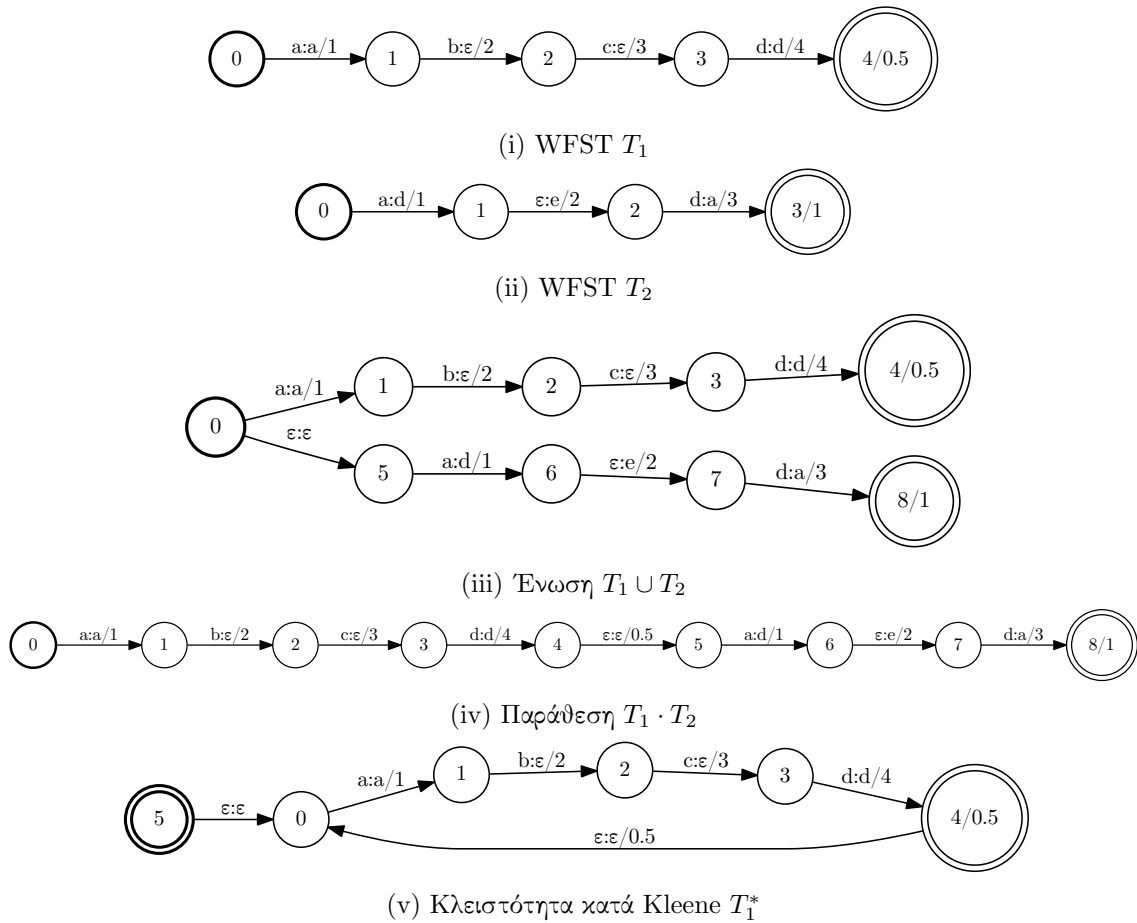 0 a:a/1 1 b:ε/2 2 c:ε/3 3 d:d/4 4/0.5
(i) WFST T₁
0 a:d/1 1 ε:e/2 2 d:a/3 3/1
(ii) WFST T₂
0 a:a/1 1 b:ε/2 2 c:ε/3 3 d:d/4 4/0.5
ε:ε 5 a:d/1 6 ε:e/2 7 d:a/3 8/1
(iii) Ένωση T₁ ∪ T₂
0 a:a/1 1 b:ε/2 2 c:ε/3 3 d:d/4 4 ε:ε/0.5 5 a:d/1 6 ε:e/2 7 d:a/3 8/1
(iv) Παράθεση T₁ · T₂
5 ε:ε 0 a:a/1 1 b:ε/2 2 c:ε/3 3 d:d/4 4/0.5
ε:ε/0.5
(v) Κλειστότητα κατά Kleene T₁*